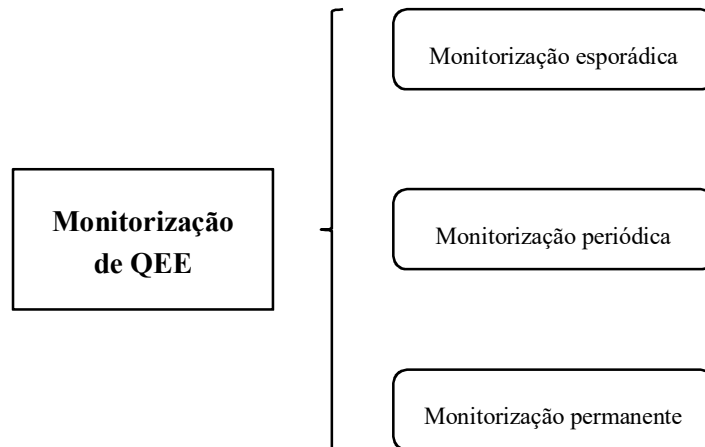 Monitorização esporádica
Monitorização
de QEE
Monitorização periódica
Monitorização permanente